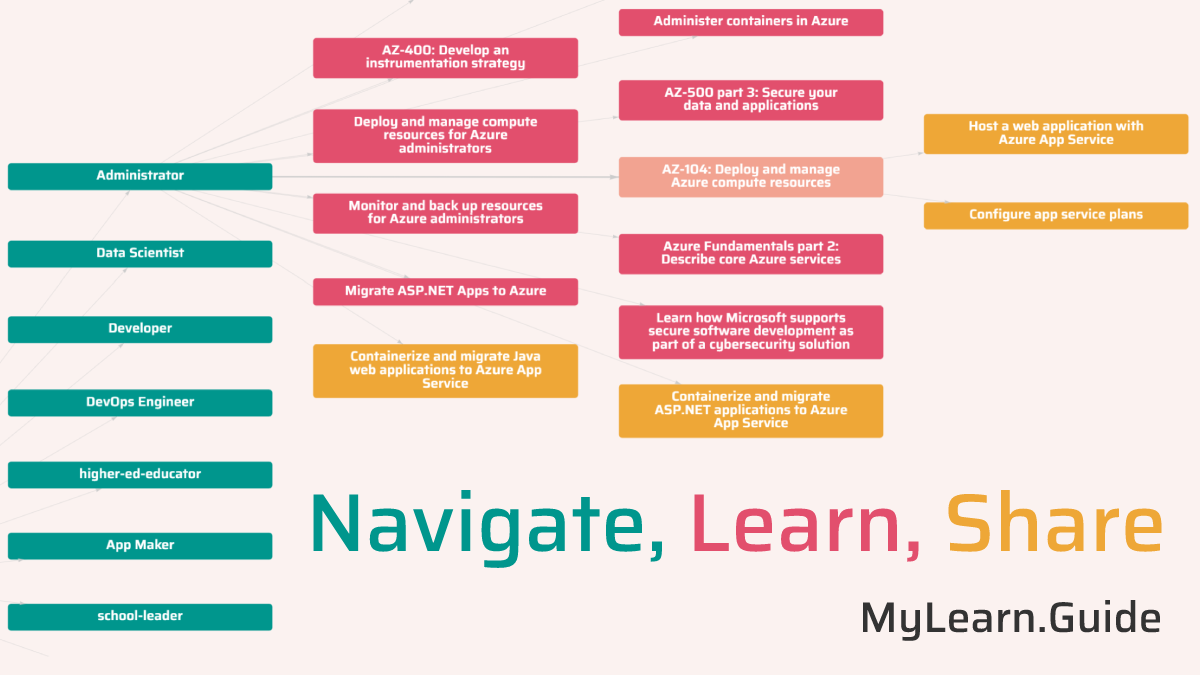 Administrator
Data Scientist
Developer
DevOps Engineer
higher-ed-educator
App Maker
school-leader
AZ-400: Develop an
instrumentation strategy
Deploy and manage compute
resources for Azure
administrators
Monitor and back up resources
for Azure administrators
Migrate ASP.NET Apps to Azure
Containerize and migrate Java
web applications to Azure App
Service
Administer containers in Azure
AZ-500 part 3: Secure your
data and applications
AZ-104: Deploy and manage
Azure compute resources
Azure Fundamentals part 2:
Describe core Azure services
Learn how Microsoft supports
secure software development as
part of a cybersecurity solution
Containerize and migrate
ASP.NET applications to Azure
App Service
Host a web application with
Azure App Service
Configure app service plans
Navigate, Learn, Share
MyLearn.Guide